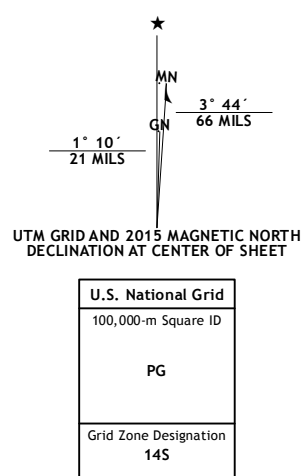 ★
MN
3° 44´
66 MILS
GN
1° 10´
21 MILS
UTM GRID AND 2015 MAGNETIC NORTH
DECLINATION AT CENTER OF SHEET
U.S. National Grid
100,000-m Square ID
PG
Grid Zone Designation
14S